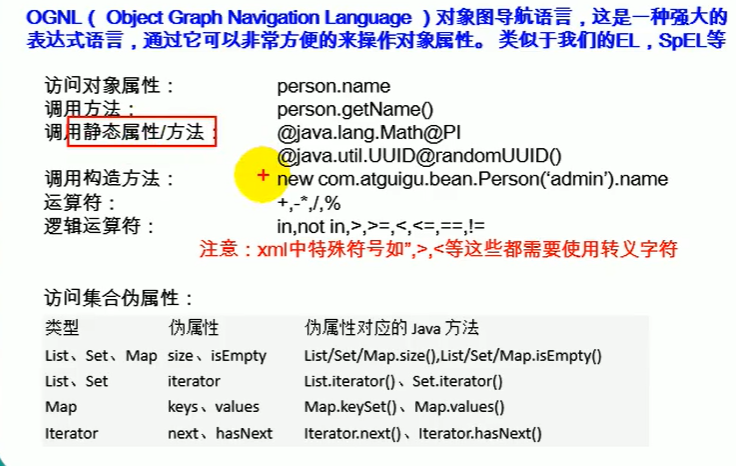 OGNL（ Object Graph Navigation Language ）对象图导航语言，这是一种强大的
表达式语言，通过它可以非常方便的来操作对象属性。 类似于我们的EL，SpEL等
访问对象属性： person.name
调用方法： person.getName()
调用静态属性/方法： @java.lang.Math@PI
@java.util.UUID@randomUUID()
调用构造方法： new com.atguigu.bean.Person(‘admin’).name
运算符： +,-*,/,%
逻辑运算符： in,not in,>,>=,<,<=,==,!=
注意：xml中特殊符号如”,>,<等这些都需要使用转义字符
访问集合伪属性：
类型 伪属性 伪属性对应的 Java 方法
List、Set、Map size、isEmpty List/Set/Map.size(),List/Set/Map.isEmpty()
List、Set iterator List.iterator()、Set.iterator()
Map keys、values Map.keySet()、Map.values()
Iterator next、hasNext Iterator.next()、Iterator.hasNext()